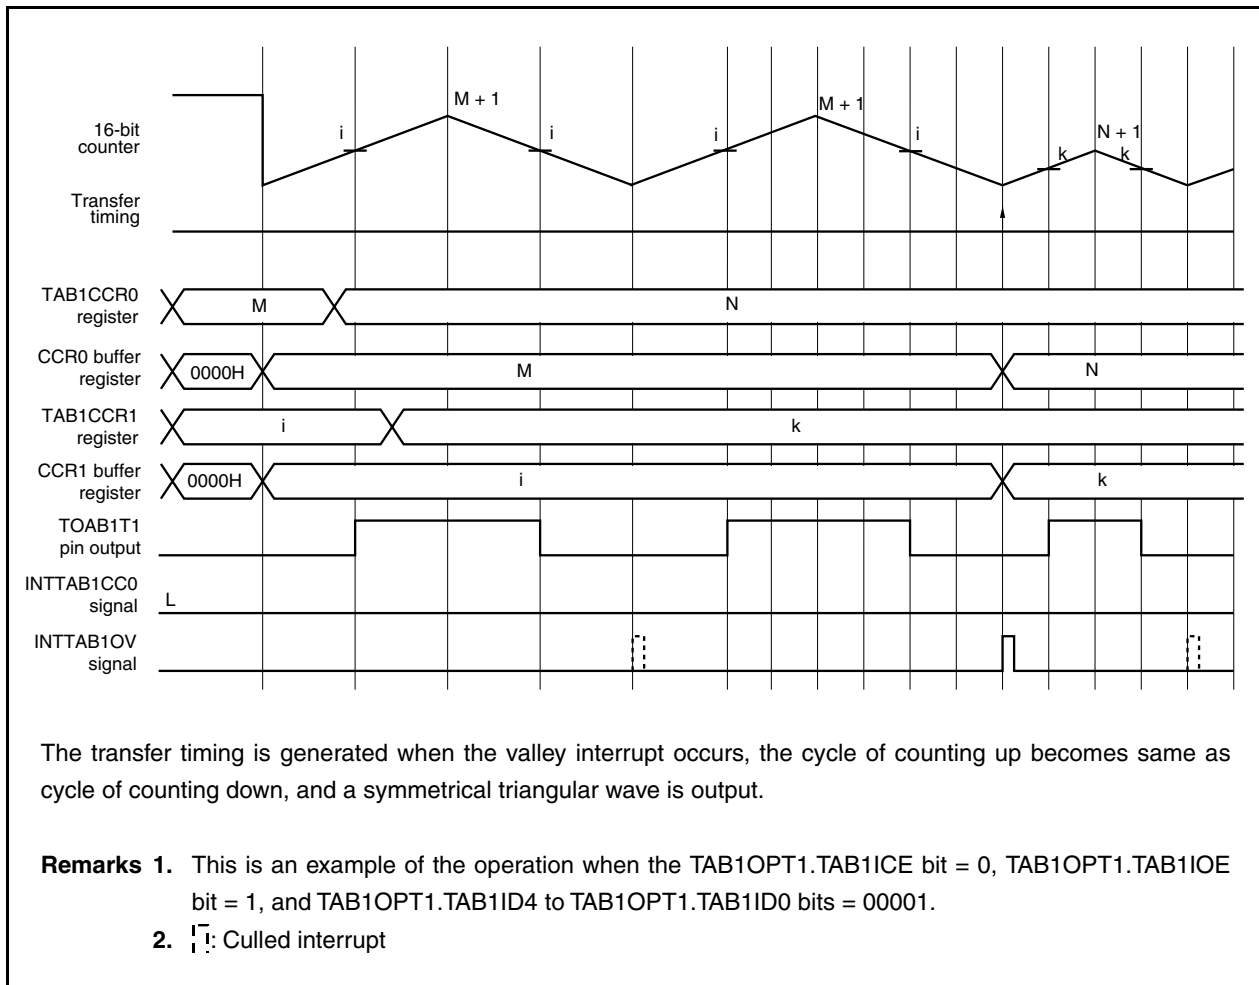 M + 1
M + 1
N + 1
i
i
i
i
k
k
16-bit
counter
Transfer
timing
TAB1CCR0
register
M
N
CCR0 buffer
register
0000H
M
N
TAB1CCR1
register
i
k
CCR1 buffer
register
0000H
i
k
TOAB1T1
pin output
INTTAB1CC0
signal
L
INTTAB1OV
signal
The transfer timing is generated when the valley interrupt occurs, the cycle of counting up becomes same as
cycle of counting down, and a symmetrical triangular wave is output.
Remarks 1. This is an example of the operation when the TAB1OPT1.TAB1ICE bit = 0, TAB1OPT1.TAB1IOE
bit = 1, and TAB1OPT1.TAB1ID4 to TAB1OPT1.TAB1ID0 bits = 00001.
2. : Culled interrupt